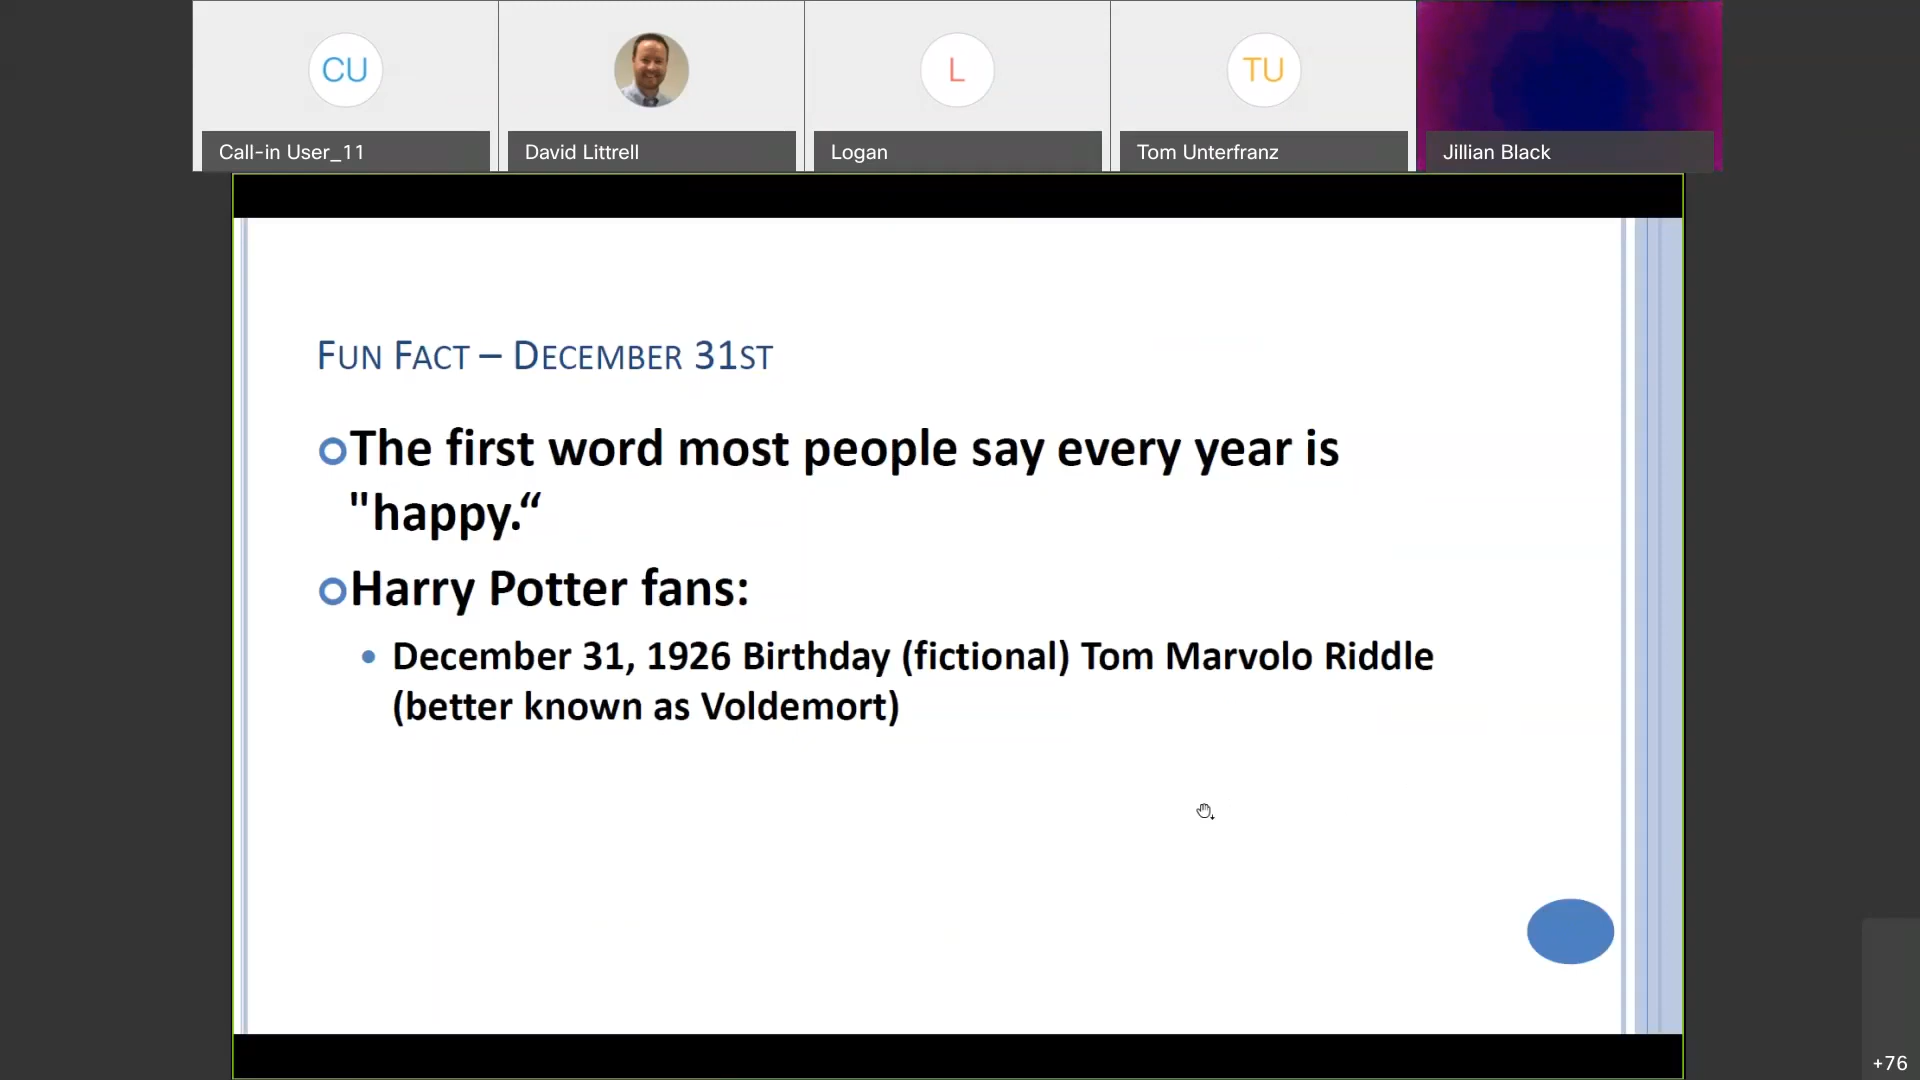 CU
L
TU
Call-in User_11
David Littrell
Logan
Tom Unterfranz
Jillian Black
FUN FACT – DECEMBER 31ST
The first word most people say every year is
"happy.“
Harry Potter fans:
December 31, 1926 Birthday (fictional) Tom Marvolo Riddle
(better known as Voldemort)
+76